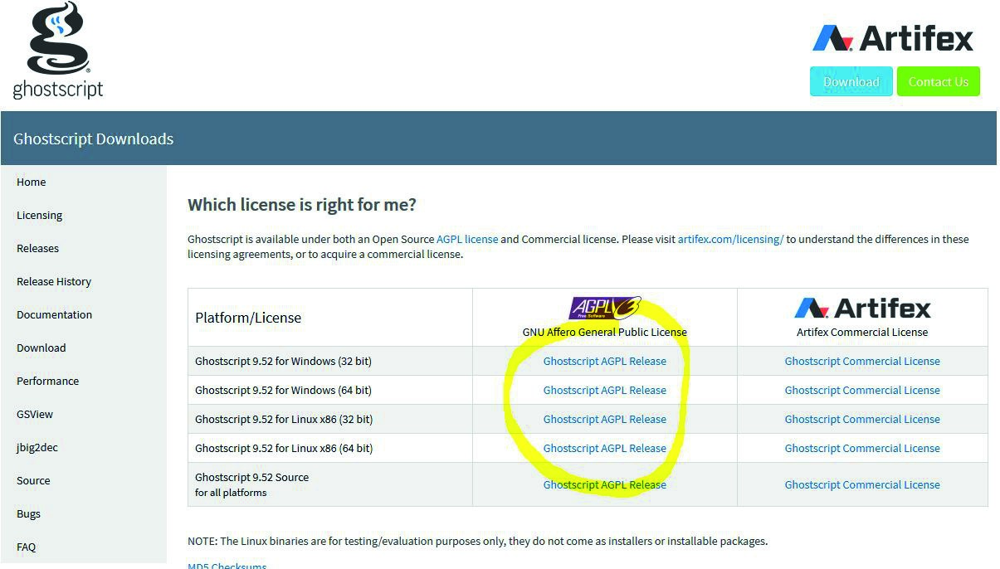 ghostscript
Artifex
Download
Contact Us
Ghostscript Downloads
Home
Licensing
Releases
Release History
Documentation
Download
Performance
GSView
jbig2dec
Source
Bugs
FAQ
Which license is right for me?
Ghostscript is available under both an Open Source AGPL license and Commercial license. Please visit artifex.com/licensing/ to understand the differences in these
licensing agreements, or to acquire a commercial license.
Platform/License
AGPL3
Free Software
GNU Affero General Public License
Artifex
Artifex Commercial License
Ghostscript 9.52 for Windows (32 bit) Ghostscript AGPL Release Ghostscript Commercial License
Ghostscript 9.52 for Windows (64 bit) Ghostscript AGPL Release Ghostscript Commercial License
Ghostscript 9.52 for Linux x86 (32 bit) Ghostscript AGPL Release Ghostscript Commercial License
Ghostscript 9.52 for Linux x86 (64 bit) Ghostscript AGPL Release Ghostscript Commercial License
Ghostscript 9.52 Source
for all platforms
Ghostscript AGPL Release Ghostscript Commercial License
NOTE: The Linux binaries are for testing/evaluation purposes only, they do not come as installers or installable packages.
MD5 Checksums